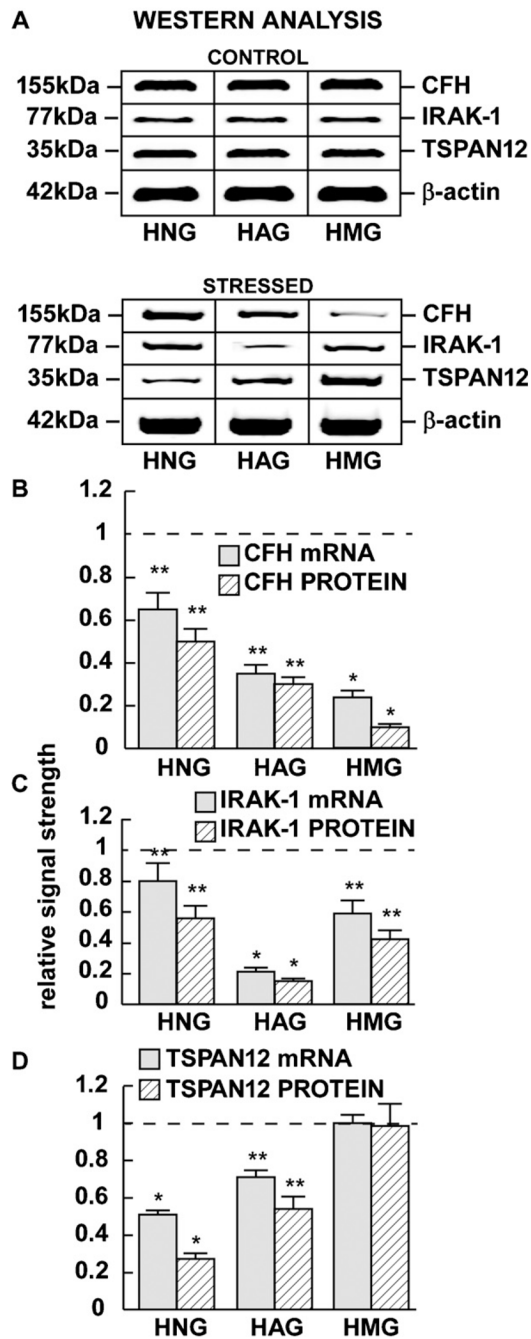 A WESTERN ANALYSIS
CONTROL
155kDa CFH
77kDa IRAK-1
35kDa TSPAN12
42kDa β-actin
HNG HAG HMG
STRESSED
155kDa CFH
77kDa IRAK-1
35kDa TSPAN12
42kDa β-actin
HNG HAG HMG
B
1.2
1
CFH mRNA
CFH PROTEIN
0.8
** **
0.6
** **
0.4
* *
0.2
0
HNG HAG HMG
relative signal strength
C
IRAK-1 mRNA
IRAK-1 PROTEIN
1
** **
0.8
** **
0.6
0.4
* *
0.2
0
HNG HAG HMG
D
TSPAN12 mRNA
TSPAN12 PROTEIN
1.2
1
0.8
** **
0.6
* *
0.4
0.2
0
HNG HAG HMG